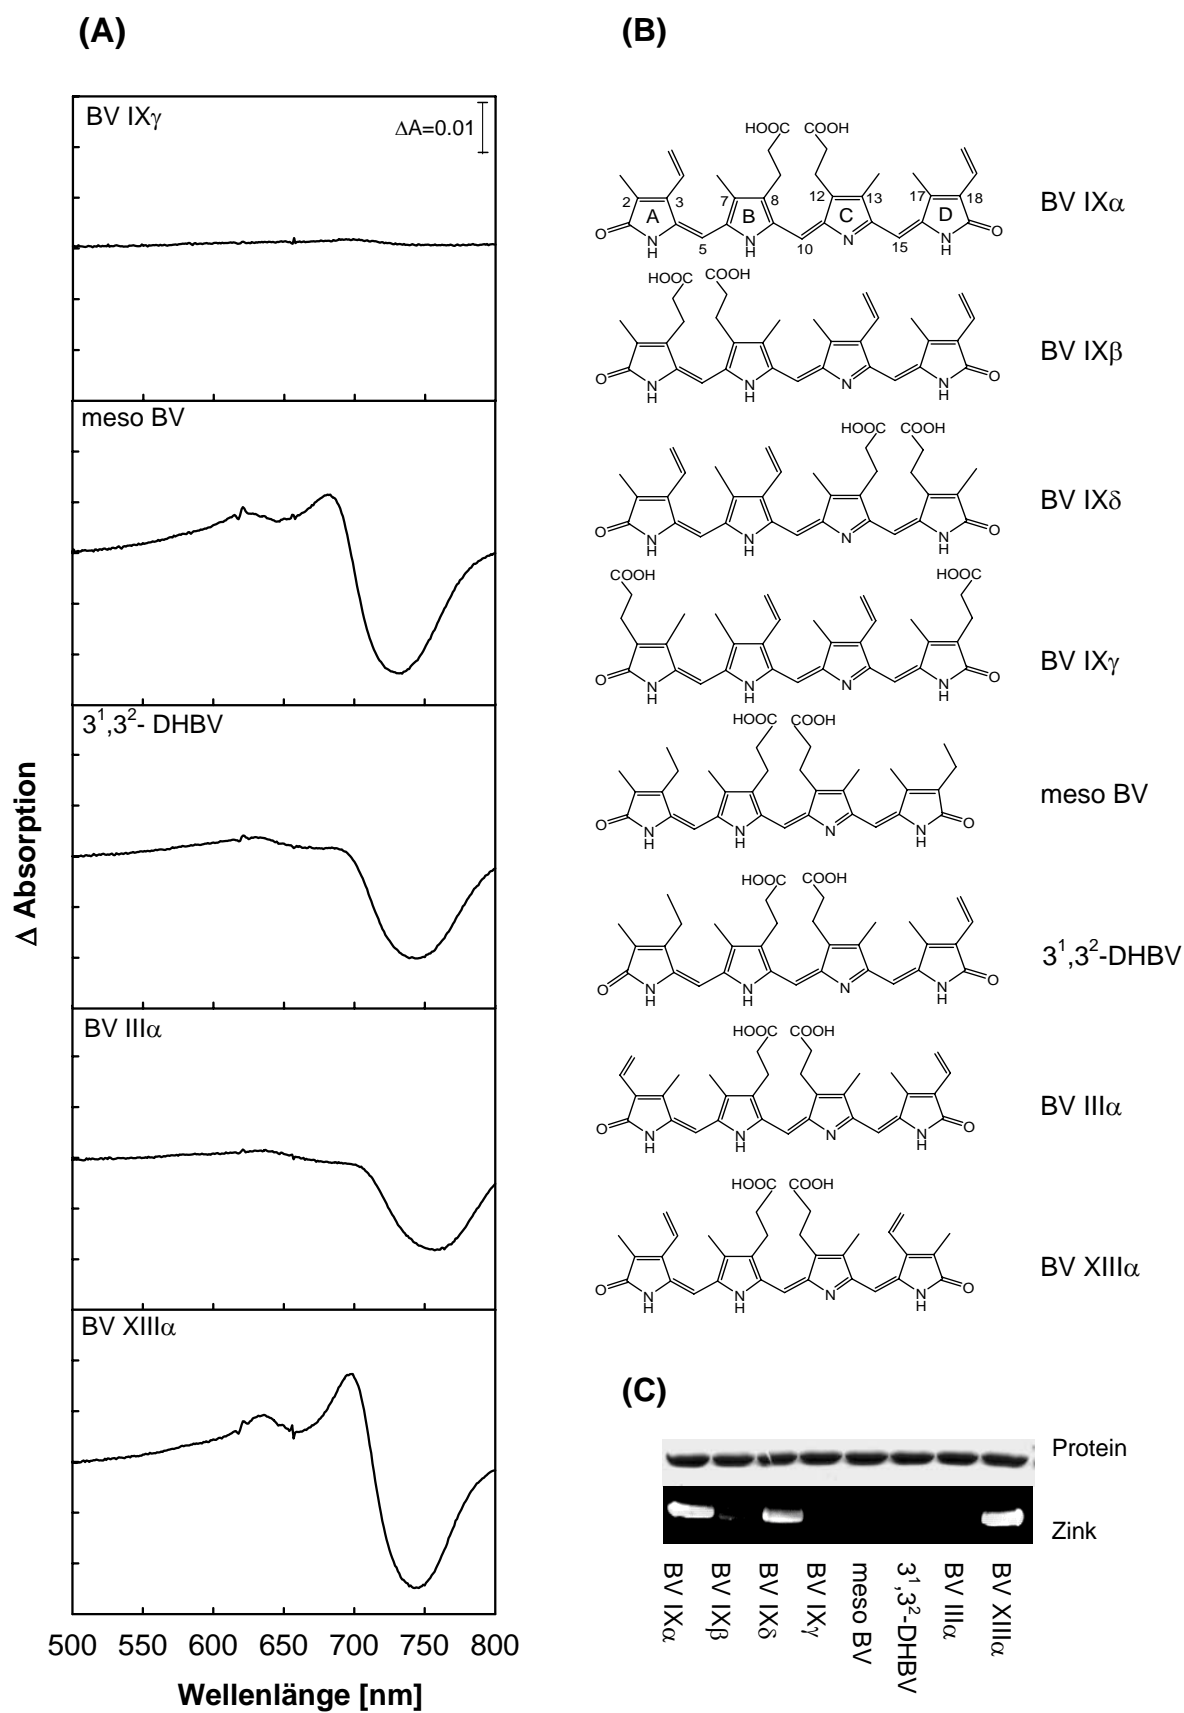 (A)
BV IXγ
ΔA=0.01
meso BV
3¹,3²- DHBV
BV IIIα
BV XIIIα
Δ Absorption
500 550 600 650 700 750 800
Wellenlänge [nm]
(B)
HOOC COOH
2 3 7 8 12 13 17 18
A B C D
O N H 5 N H 10 N 15 N H O
BV IXα
HOOC COOH
O N H N H N N H O
BV IXβ
HOOC COOH
O N H N H N N H O
BV IXδ
COOH HOOC
O N H N H N N H O
BV IXγ
HOOC COOH
O N H N H N N H O
meso BV
HOOC COOH
O N H N H N N H O
3¹,3²-DHBV
HOOC COOH
O N H N H N N H O
BV IIIα
HOOC COOH
O N H N H N N H O
BV XIIIα
(C)
Protein
Zink
BV IXα
BV IXβ
BV IXδ
BV IXγ
meso BV
3¹,3²-DHBV
BV IIIα
BV XIIIα